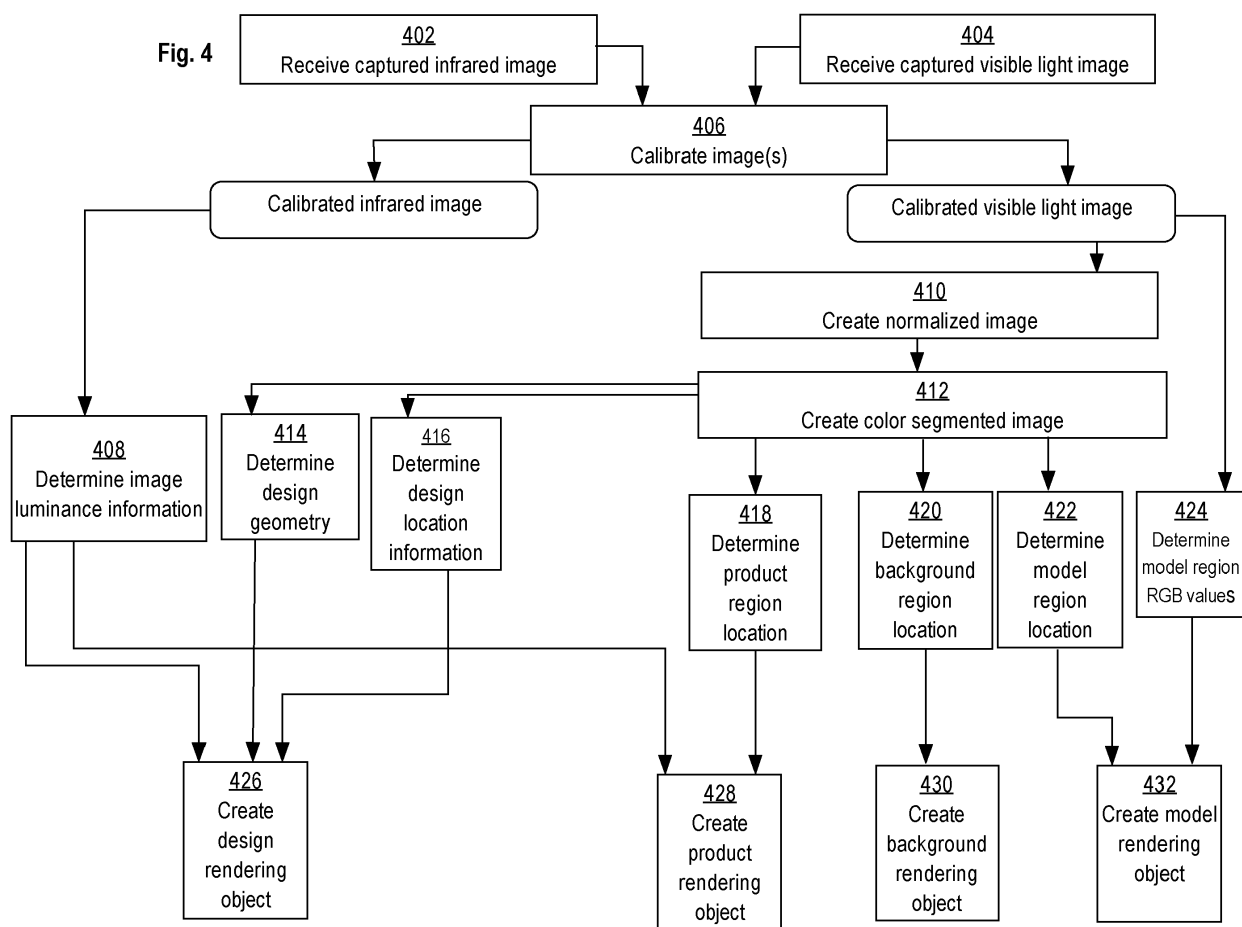 Fig. 4
402
Receive captured infrared image
404
Receive captured visible light image
406
Calibrate image(s)
Calibrated infrared image
Calibrated visible light image
410
Create normalized image
412
Create color segmented image
408
Determine image
luminance information
414
Determine
design
geometry
416
Determine
design
location
information
418
Determine
product
region
location
420
Determine
background
region
location
422
Determine
model
region
location
424
Determine
model region
RGB values
426
Create
design
rendering
object
428
Create
product
rendering
object
430
Create
background
rendering
object
432
Create model
rendering
object